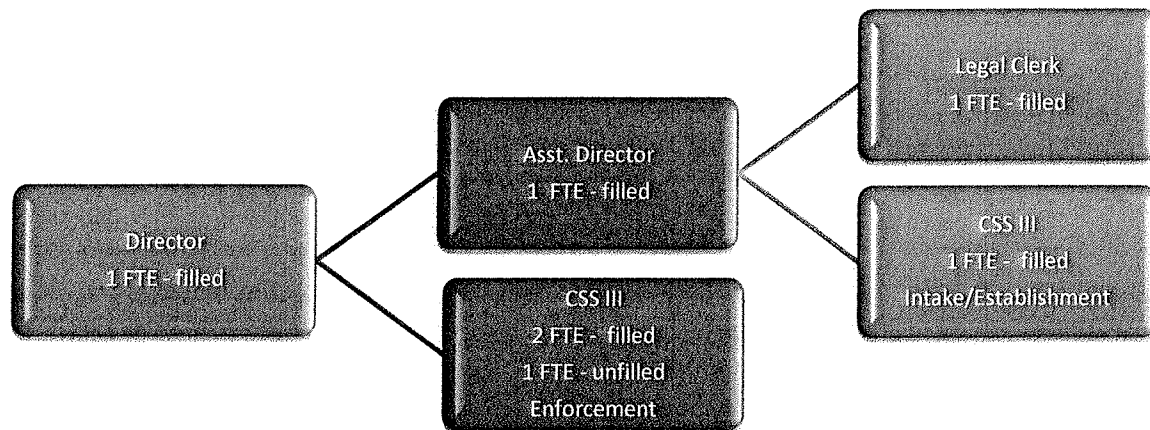 Director
1 FTE - filled
Asst. Director
1 FTE - filled
CSS III
2 FTE - filled
1 FTE - unfilled
Enforcement
Legal Clerk
1 FTE - filled
CSS III
1 FTE - filled
Intake/Establishment